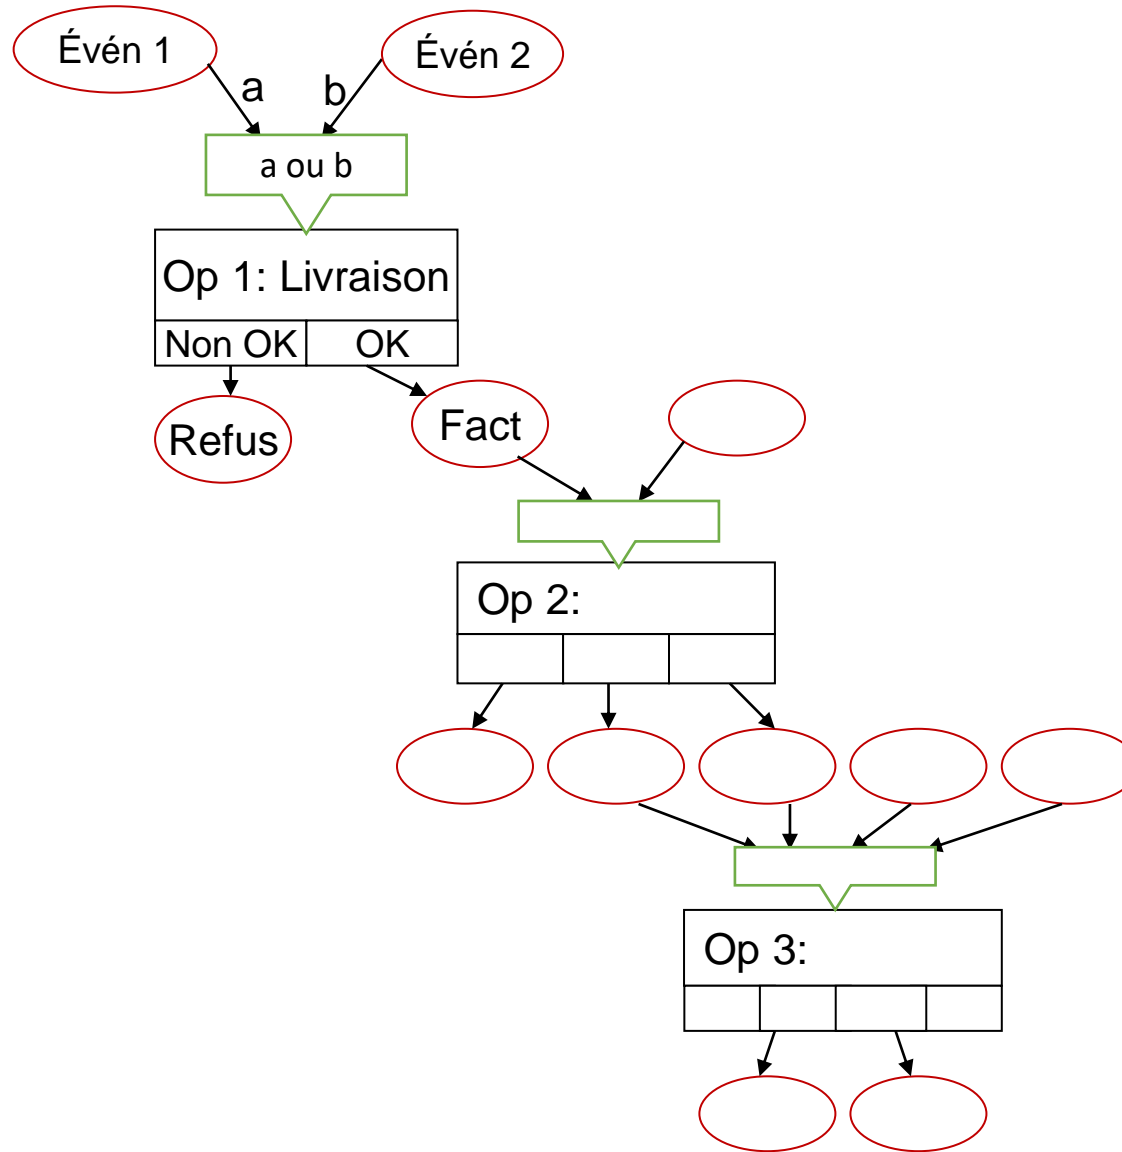 Évén 1
Évén 2
a
b
a ou b
Op 1: Livraison
Non OK
OK
Refus
Fact
Op 2:
Op 3: